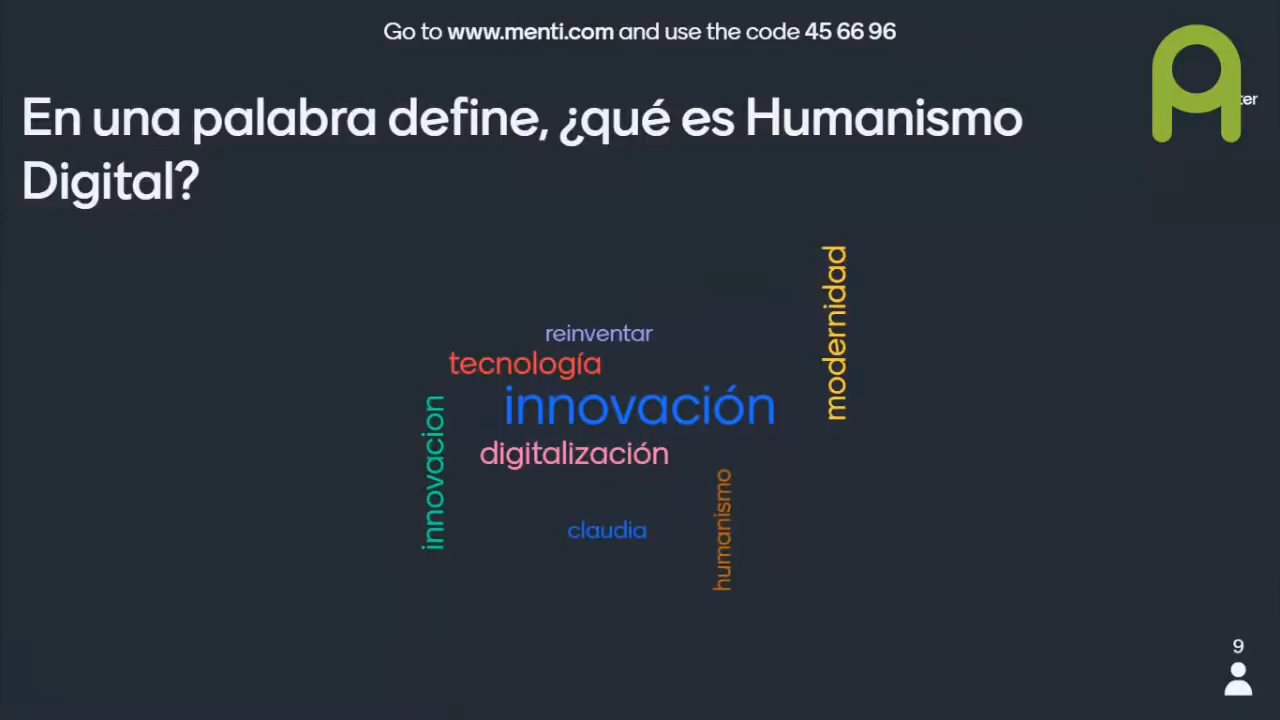 Go to www.menti.com and use the code 45 66 96
ter
En una palabra define, ¿qué es Humanismo
Digital?
modernidad
reinventar
tecnología
innovación
innovacion
digitalización
humanismo
claudia
9